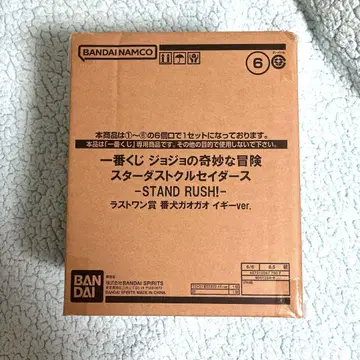 BANDAI NAMCO
6
本商品は①～⑥の6個口で1セットになっております。
本品は「一番くじ」専用商品です。その他の目的で使用しないで下さい。
一番くじ ジョジョの奇妙な冒険
スターダストクルセイダース
-STAND RUSH!-
ラストワン賞 番犬ガオガオ イギーver.
BAN
DAI
株式会社BANDAI SPIRITS
BANDAI SPIRITS MADE IN CHINA